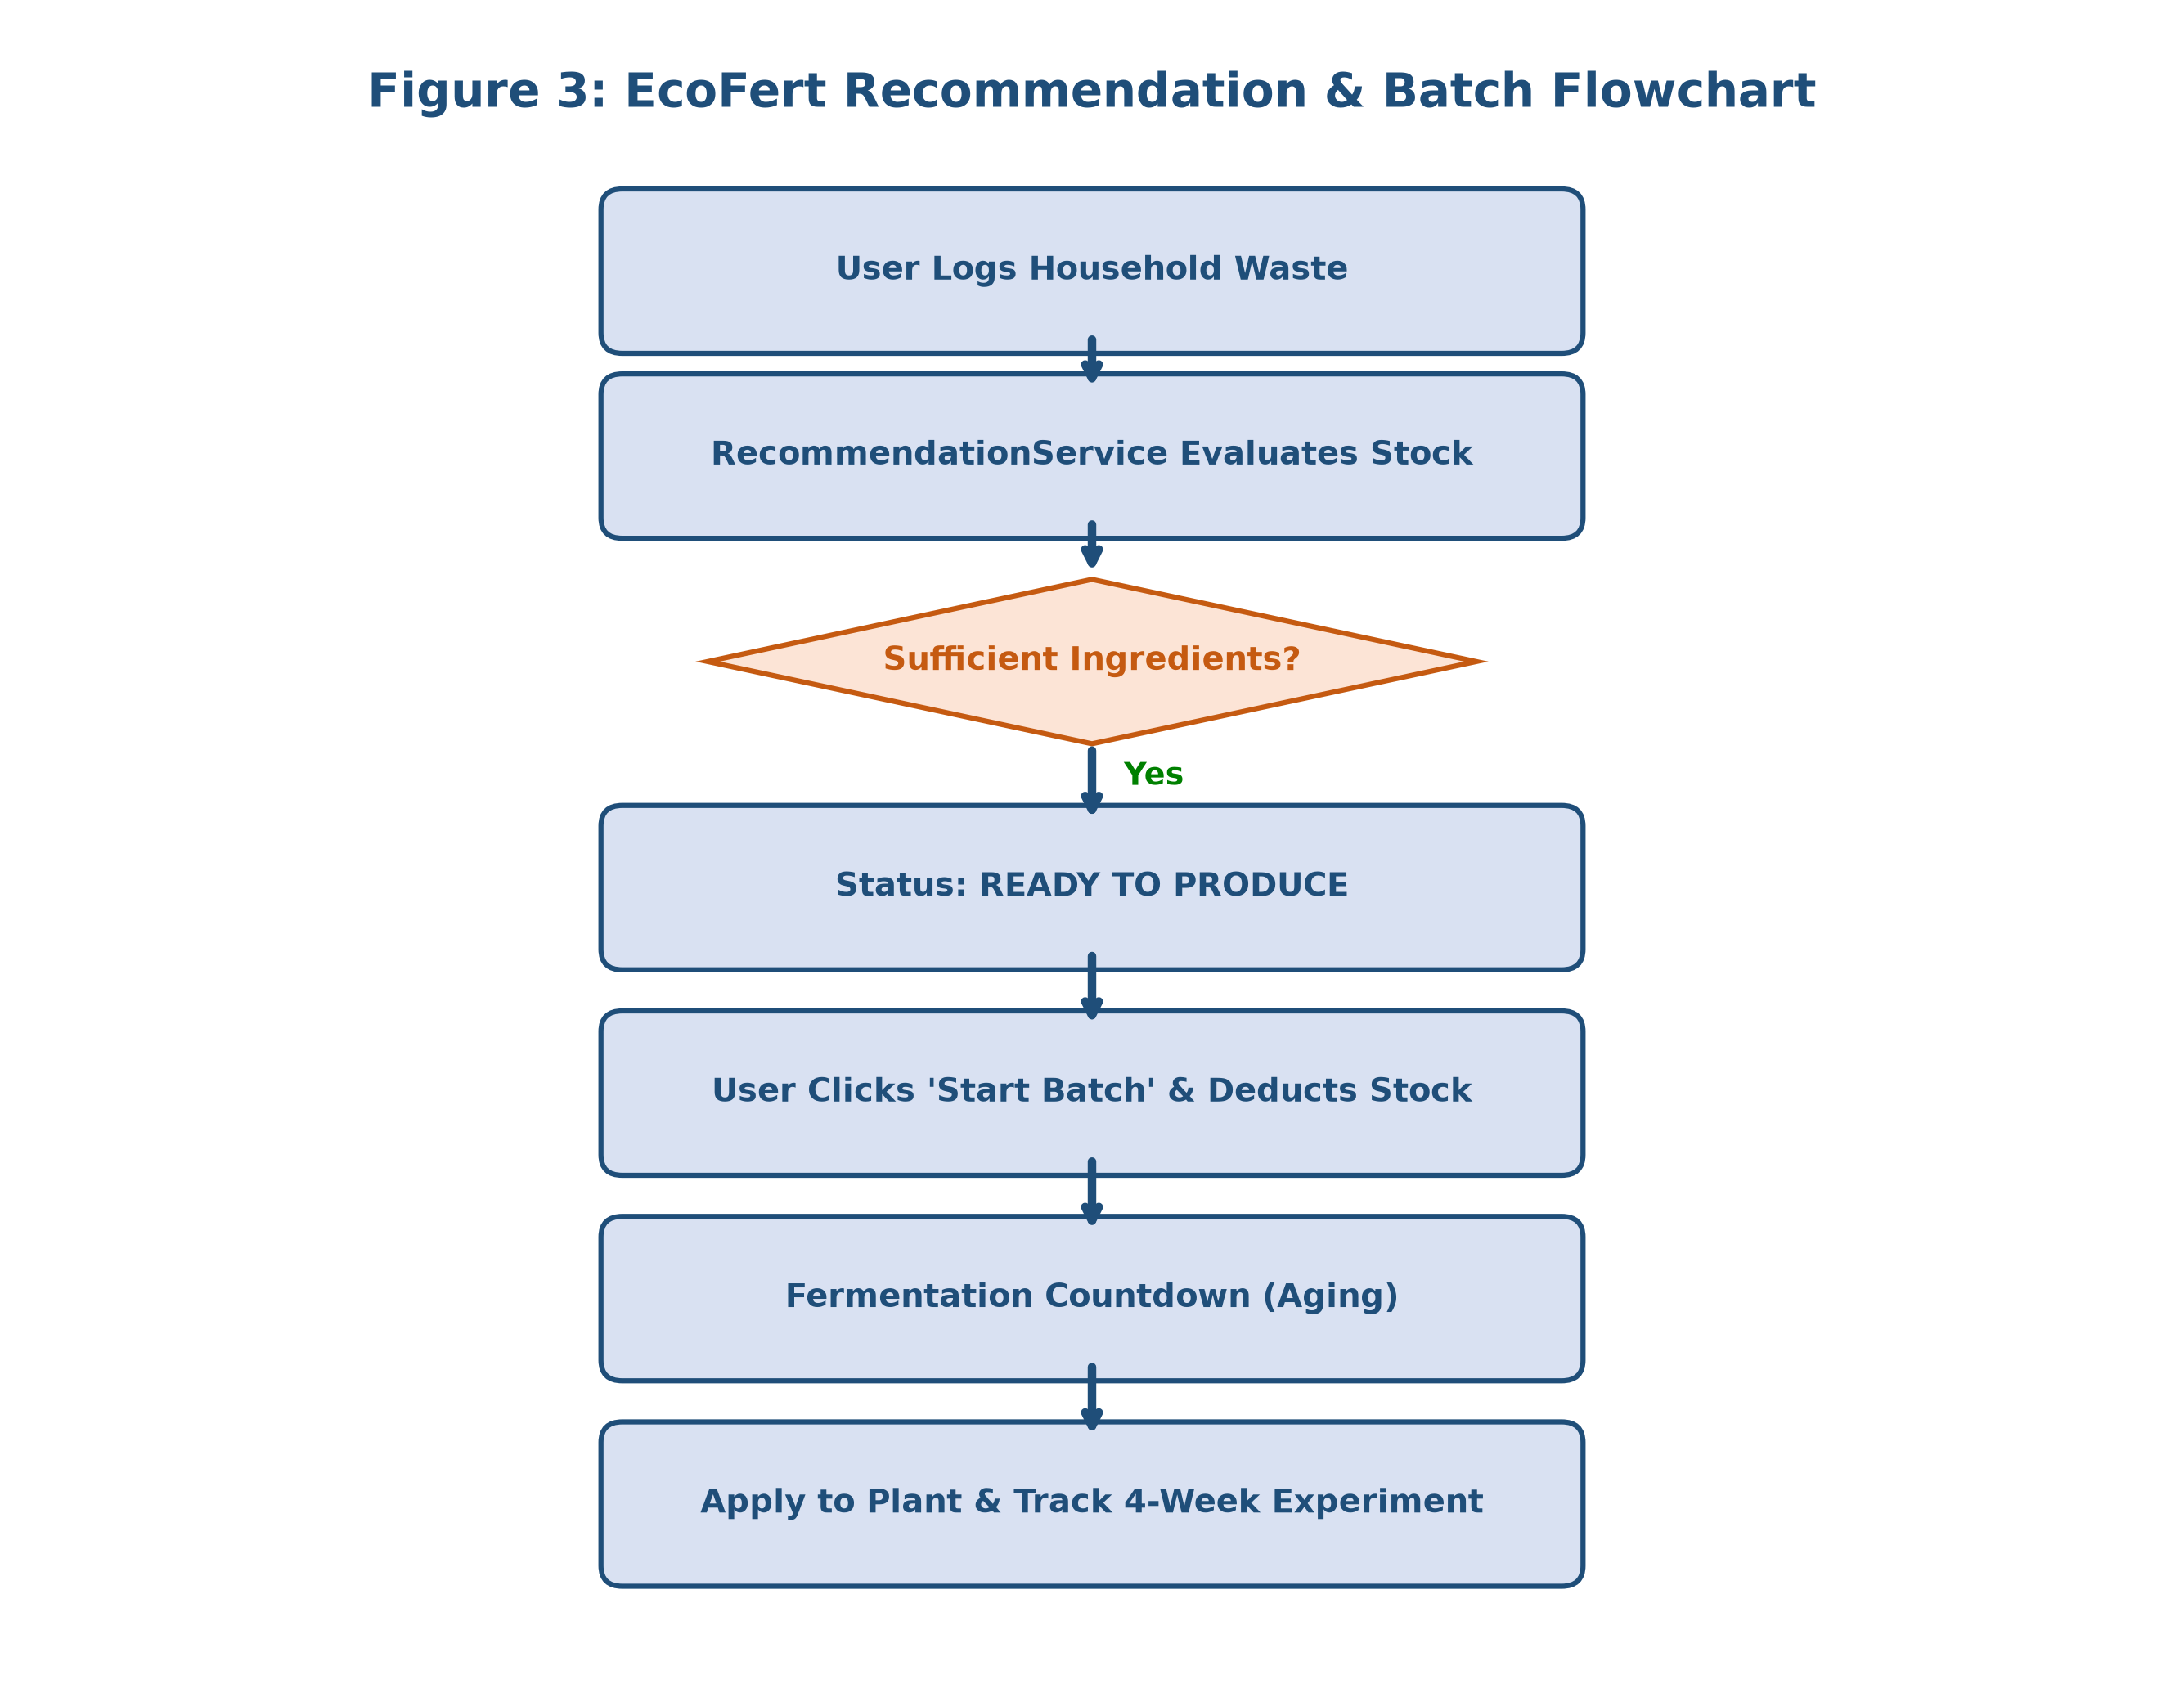 Figure 3: EcoFert Recommendation & Batch Flowchart
User Logs Household Waste
RecommendationService Evaluates Stock
Sufficient Ingredients?
Yes
Status: READY TO PRODUCE
User Clicks 'Start Batch' & Deducts Stock
Fermentation Countdown (Aging)
Apply to Plant & Track 4-Week Experiment